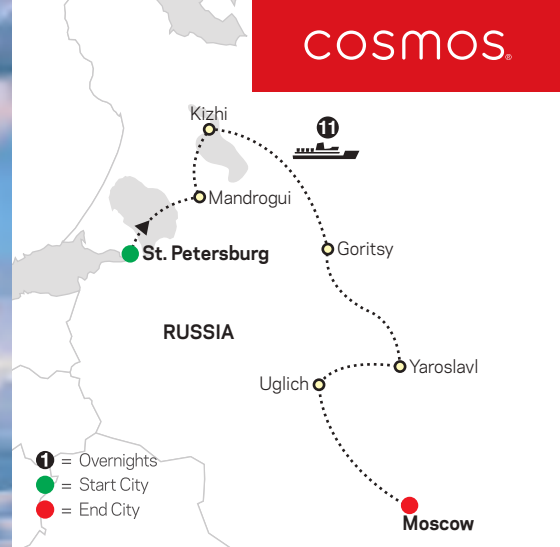 COSMOS®
Kizhi
11
Mandrogui
Goritsy
St. Petersburg
RUSSIA
Yaroslavl
Uglich
1 = Overnights
= Start City
= End City
Moscow